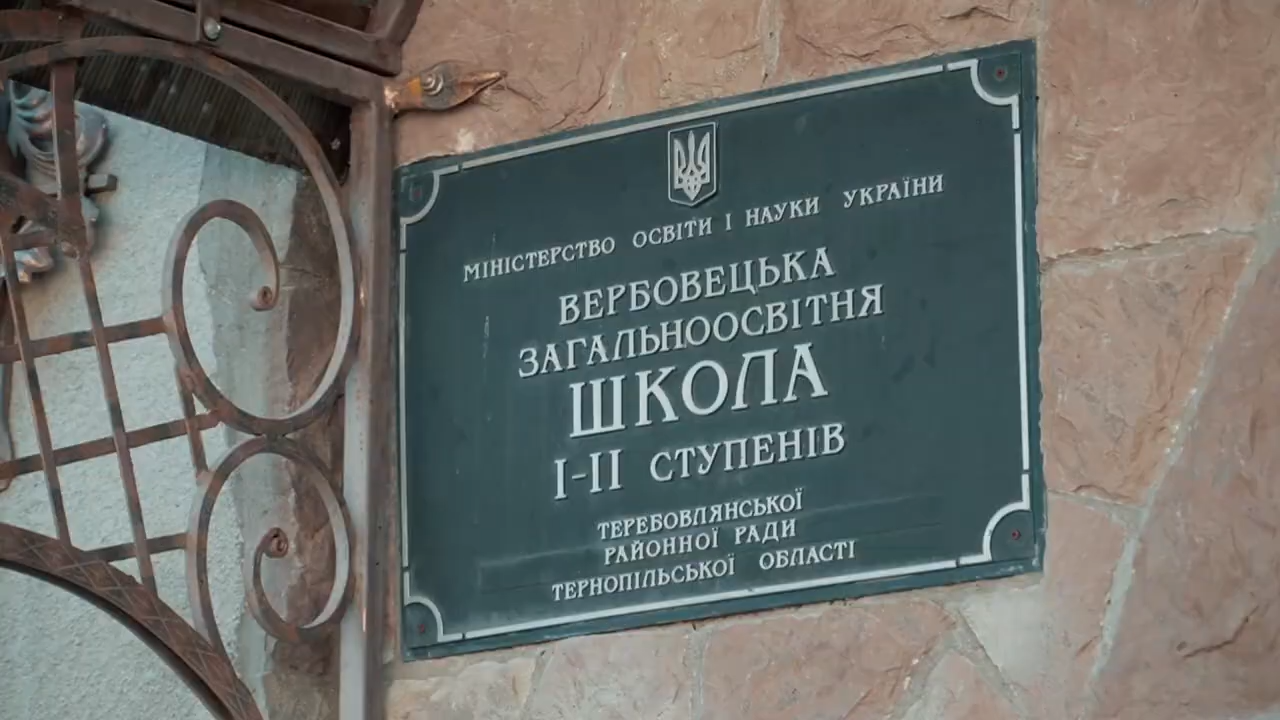 МІНІСТЕРСТВО ОСВІТИ І НАУКИ УКРАЇНИ
ВЕРБОВЕЦЬКА
ЗАГАЛЬНООСВІТНЯ
ШКОЛА
І-ІІ СТУПЕНІВ
ТЕРЕБОВЛЯНСЬКОЇ
РАЙОННОЇ РАДИ
ТЕРНОПІЛЬСЬКОЇ ОБЛАСТІ